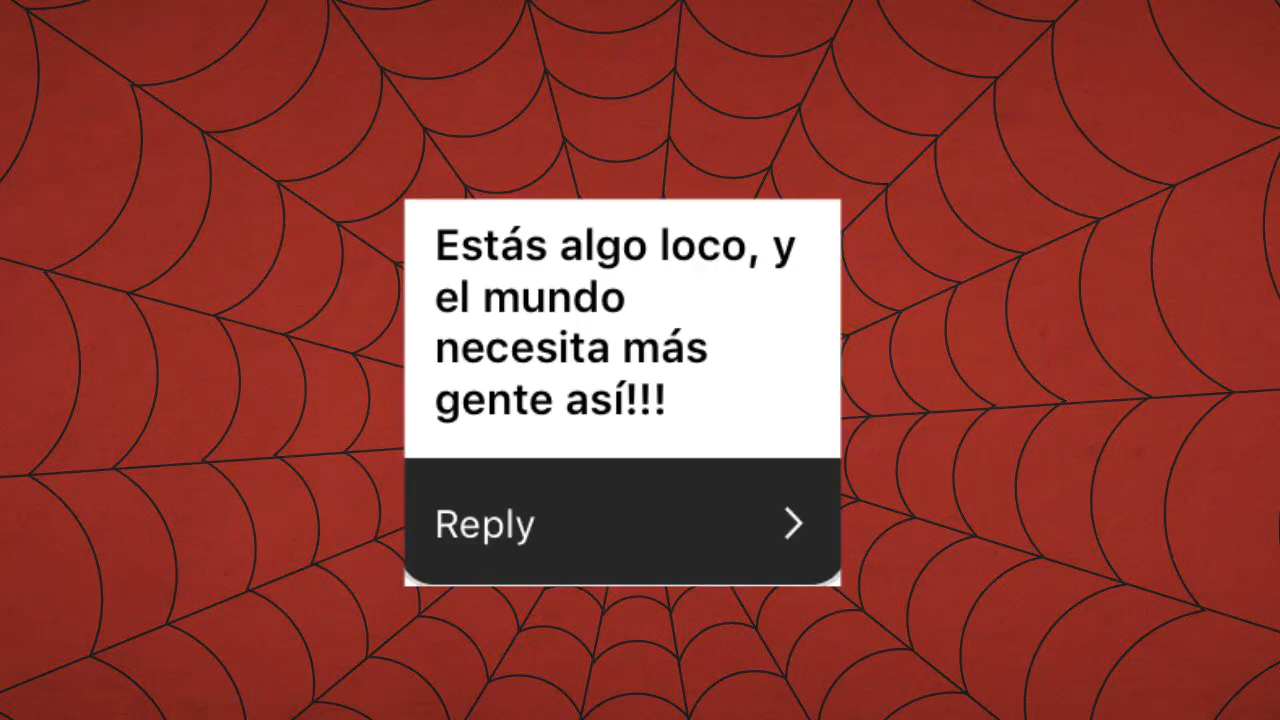 Estás algo loco, y
el mundo
necesita más
gente así!!!
Reply